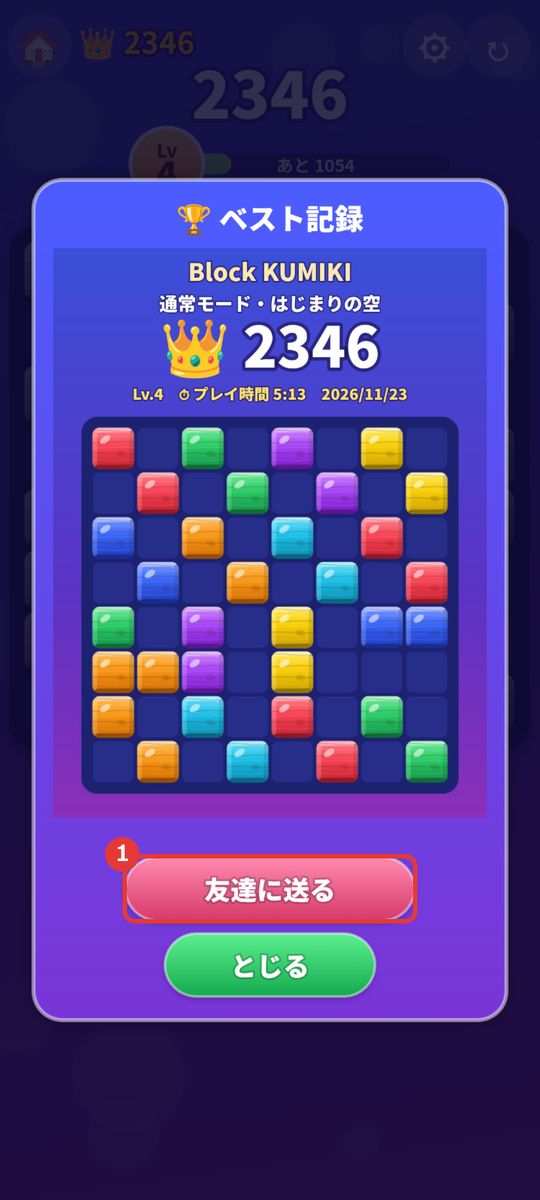 2346
2346
Lv
4
あと 1054
ベスト記録
Block KUMIKI
通常モード・はじまりの空
2346
Lv.4 プレイ時間 5:13 2026/11/23
1
友達に送る
とじる